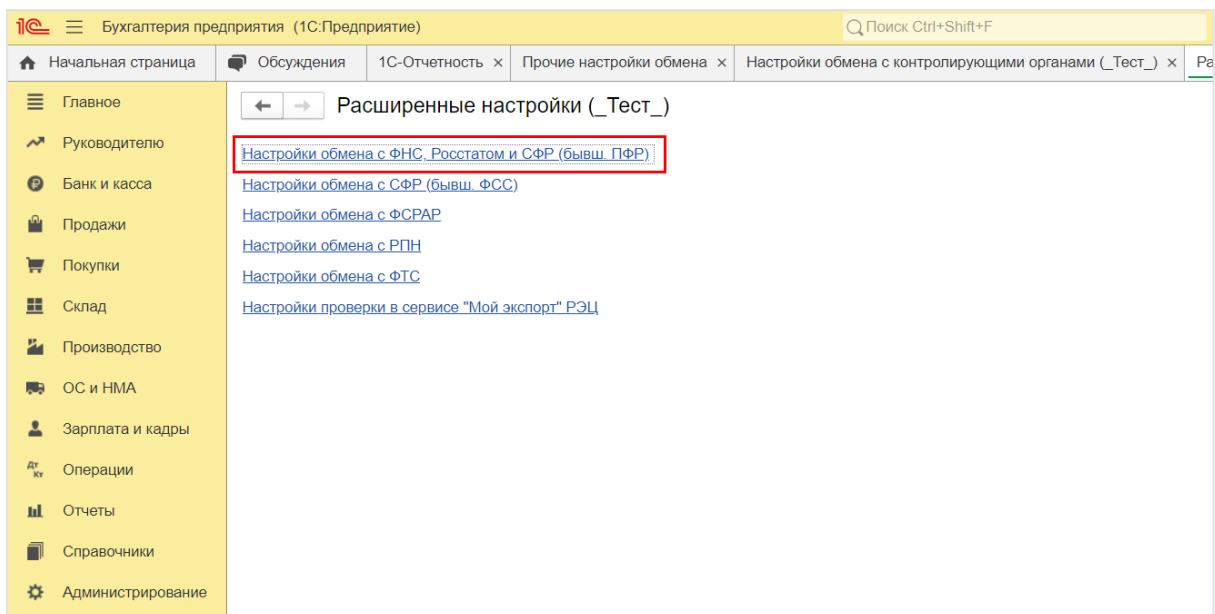 1С Бухгалтерия предприятия (1С:Предприятие) Поиск Ctrl+Shift+F
Начальная страница Обсуждения 1С-Отчетность × Прочие настройки обмена × Настройки обмена с контролирующими органами (_Тест_) × Ра
Главное
Руководителю
Банк и касса
Продажи
Покупки
Склад
Производство
ОС и НМА
Зарплата и кадры
Дт Кт Операции
Отчеты
Справочники
Администрирование
Расширенные настройки (_Тест_)
Настройки обмена с ФНС, Росстатом и СФР (бывш. ПФР)
Настройки обмена с СФР (бывш. ФСС)
Настройки обмена с ФСРАР
Настройки обмена с РПН
Настройки обмена с ФТС
Настройки проверки в сервисе "Мой экспорт" РЭЦ